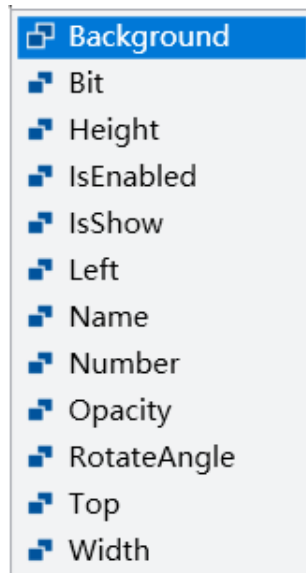 Background
Bit
Height
IsEnabled
IsShow
Left
Name
Number
Opacity
RotateAngle
Top
Width